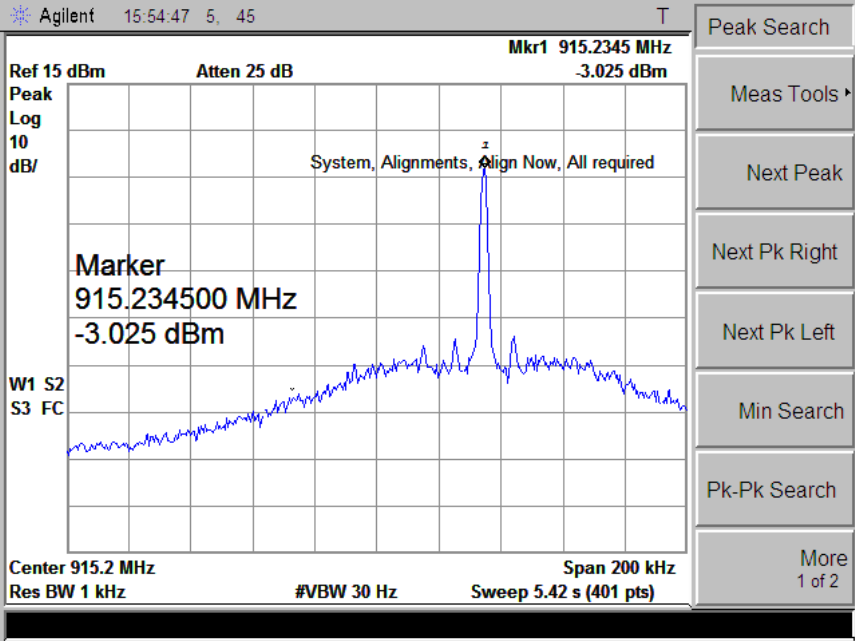 Agilent 15:54:47 5, 45 T
Peak Search
Mkr1 915.2345 MHz
Ref 15 dBm Atten 25 dB -3.025 dBm
Peak
Log
10
dB/
1
System, Alignments, Align Now, All required
Marker
915.234500 MHz
-3.025 dBm
W1 S2
S3 FC
Center 915.2 MHz Span 200 kHz
Res BW 1 kHz #VBW 30 Hz Sweep 5.42 s (401 pts)
Meas Tools
Next Peak
Next Pk Right
Next Pk Left
Min Search
Pk-Pk Search
More
1 of 2